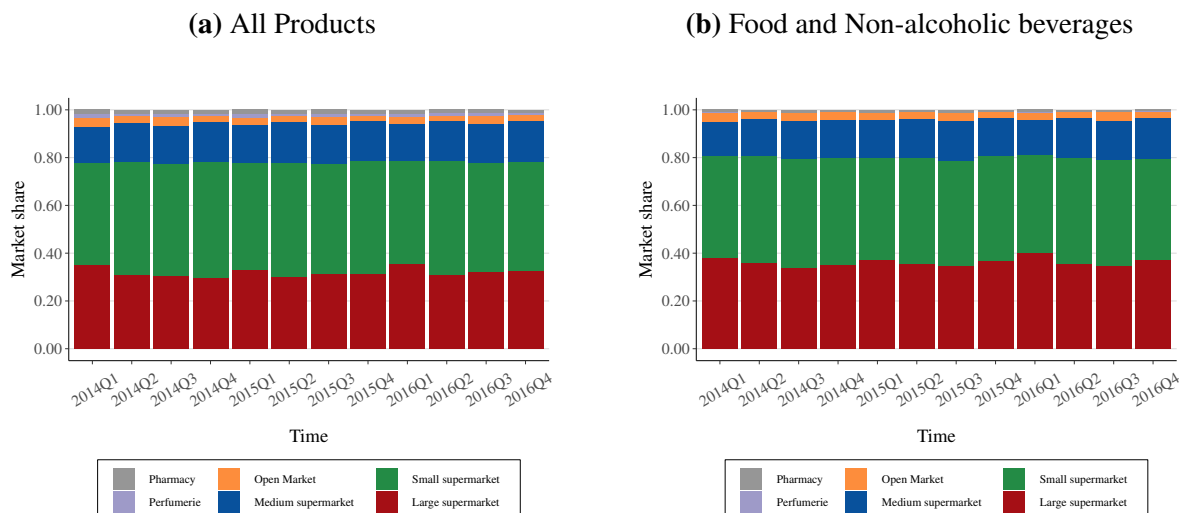 (a) All Products
Market share
1.00
0.80
0.60
0.40
0.20
0.00
2014Q1 2014Q2 2014Q3 2014Q4 2015Q1 2015Q2 2015Q3 2015Q4 2016Q1 2016Q2 2016Q3 2016Q4
Time
Pharmacy Open Market Small supermarket
Perfumerie Medium supermarket Large supermarket
(b) Food and Non-alcoholic beverages
Market share
1.00
0.80
0.60
0.40
0.20
0.00
2014Q1 2014Q2 2014Q3 2014Q4 2015Q1 2015Q2 2015Q3 2015Q4 2016Q1 2016Q2 2016Q3 2016Q4
Time
Pharmacy Open Market Small supermarket
Perfumerie Medium supermarket Large supermarket